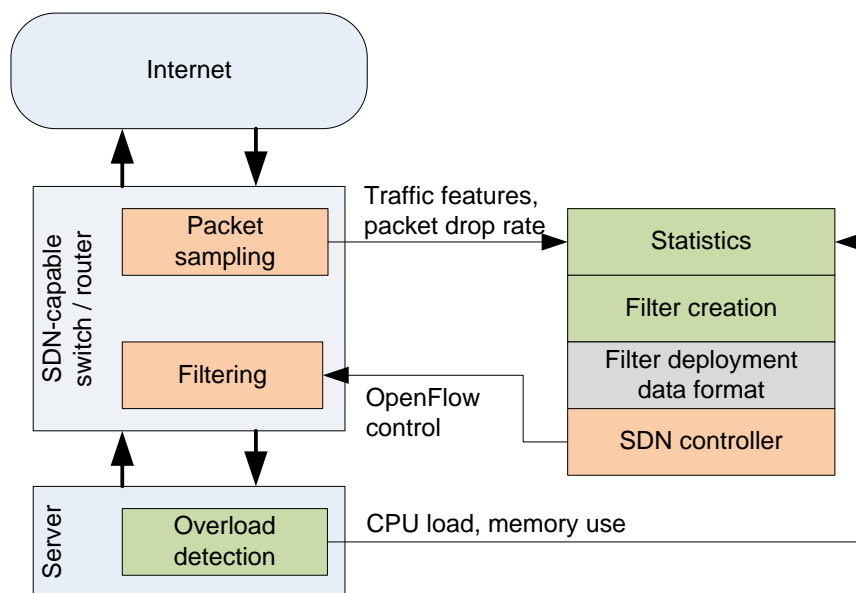 Internet
SDN-capable
switch / router
Packet
sampling
Filtering
Traffic features,
packet drop rate
OpenFlow
control
Statistics
Filter creation
Filter deployment
data format
SDN controller
Server
Overload
detection
CPU load, memory use